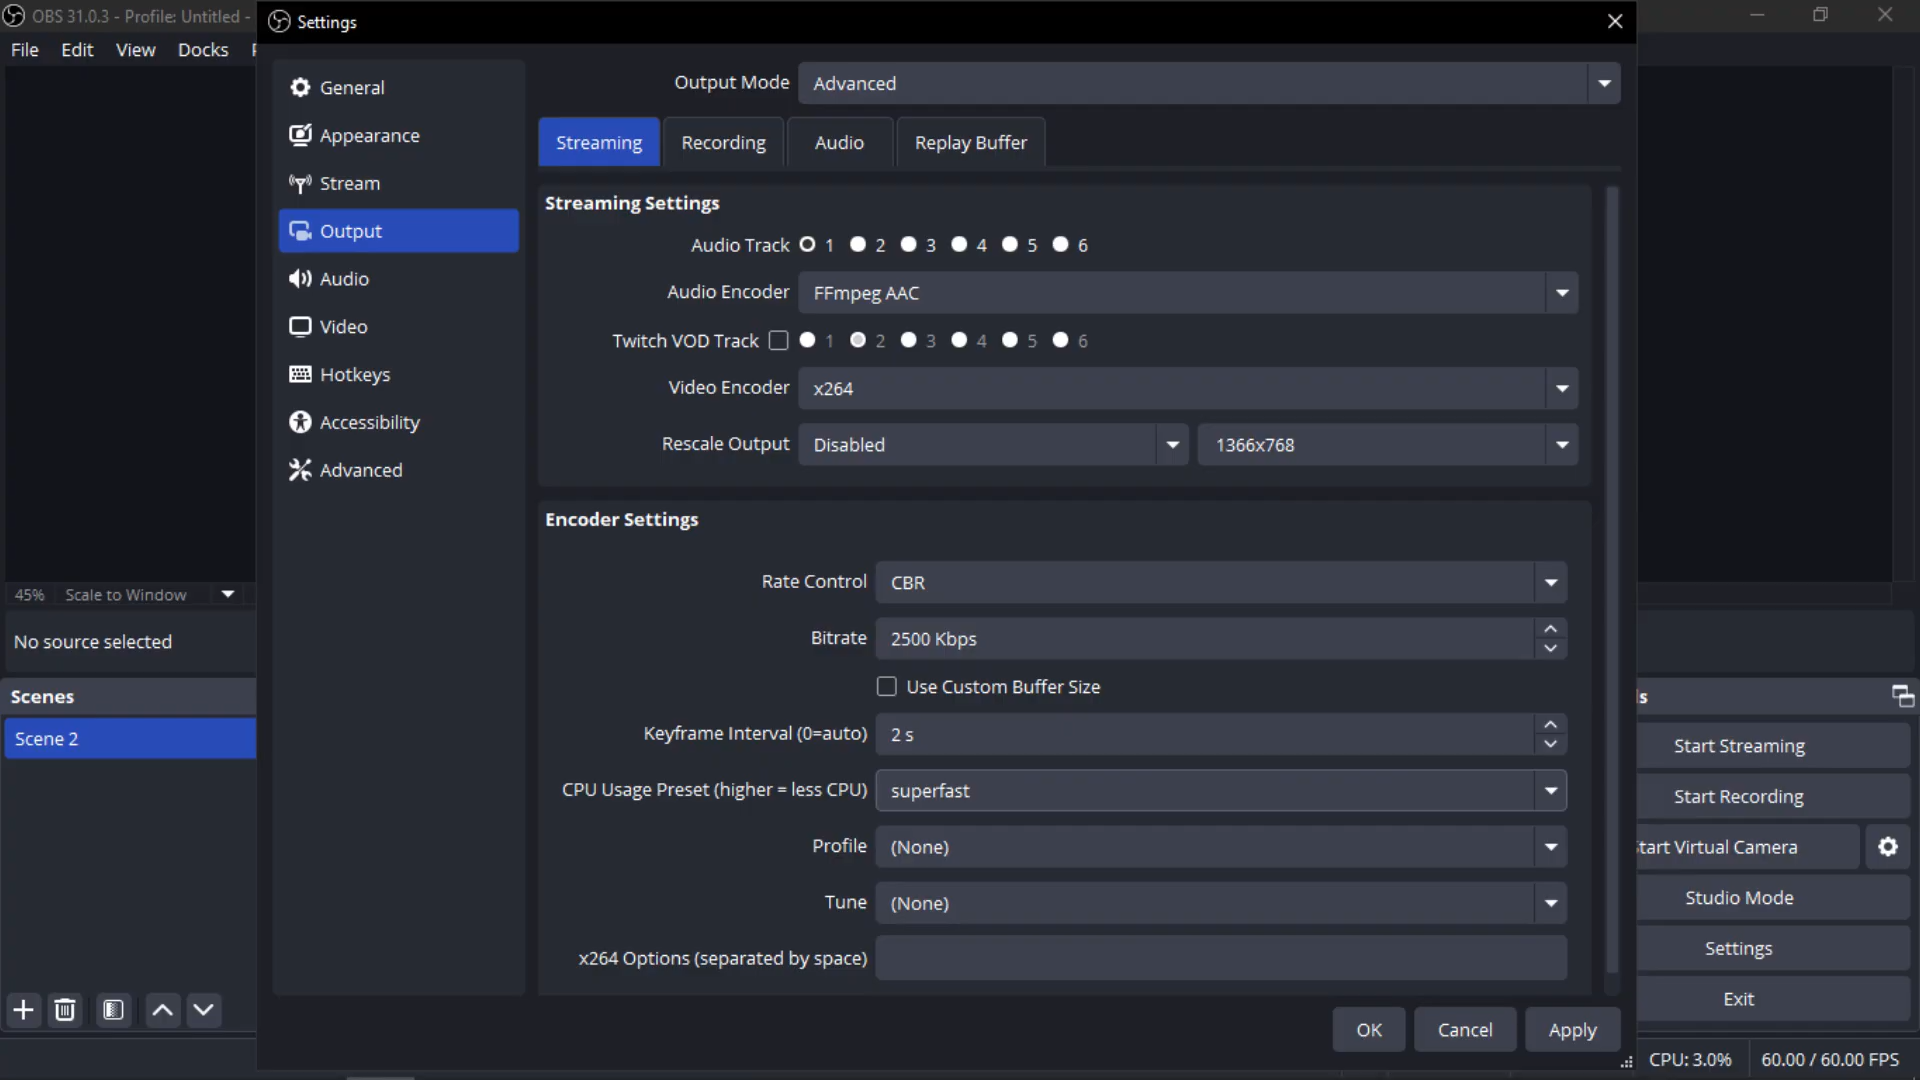 OBS 31.0.3 - Profile: Untitled -
File Edit View Docks
Settings
General
Appearance
Stream
Output
Audio
Video
Hotkeys
Accessibility
Advanced
Output Mode Advanced
Streaming Recording Audio Replay Buffer
Streaming Settings
Audio Track 1 2 3 4 5 6
Audio Encoder FFmpeg AAC
Twitch VOD Track 1 2 3 4 5 6
Video Encoder x264
Rescale Output Disabled 1366x768
Encoder Settings
Rate Control CBR
Bitrate 2500 Kbps
Use Custom Buffer Size
Keyframe Interval (0=auto) 2 s
CPU Usage Preset (higher = less CPU) superfast
Profile (None)
Tune (None)
x264 Options (separated by space)
OK Cancel Apply
45% Scale to Window
No source selected
Scenes
Scene 2
ls
Start Streaming
Start Recording
Start Virtual Camera
Studio Mode
Settings
Exit
CPU: 3.0% 60.00 / 60.00 FPS